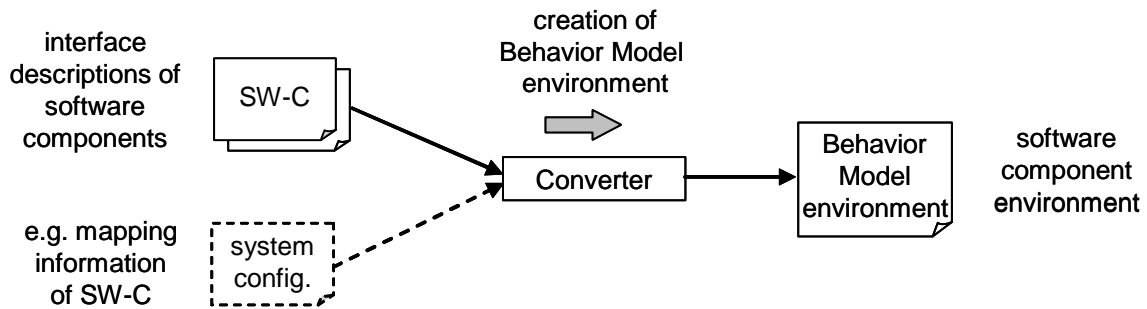 creation of
Behavior Model
environment
interface
descriptions of
software
components
SW-C
Converter
Behavior
Model
environment
software
component
environment
e.g. mapping
information
of SW-C
system
config.